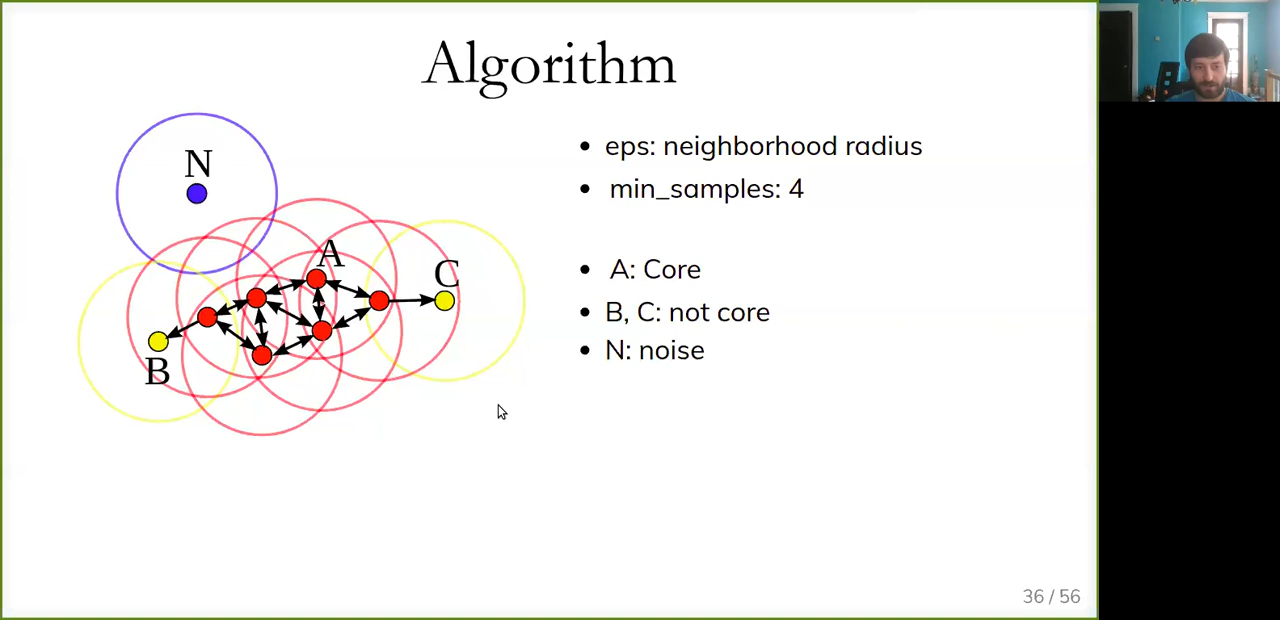 Algorithm
N
A
C
B
• eps: neighborhood radius
• min_samples: 4
• A: Core
• B, C: not core
• N: noise
36 / 56